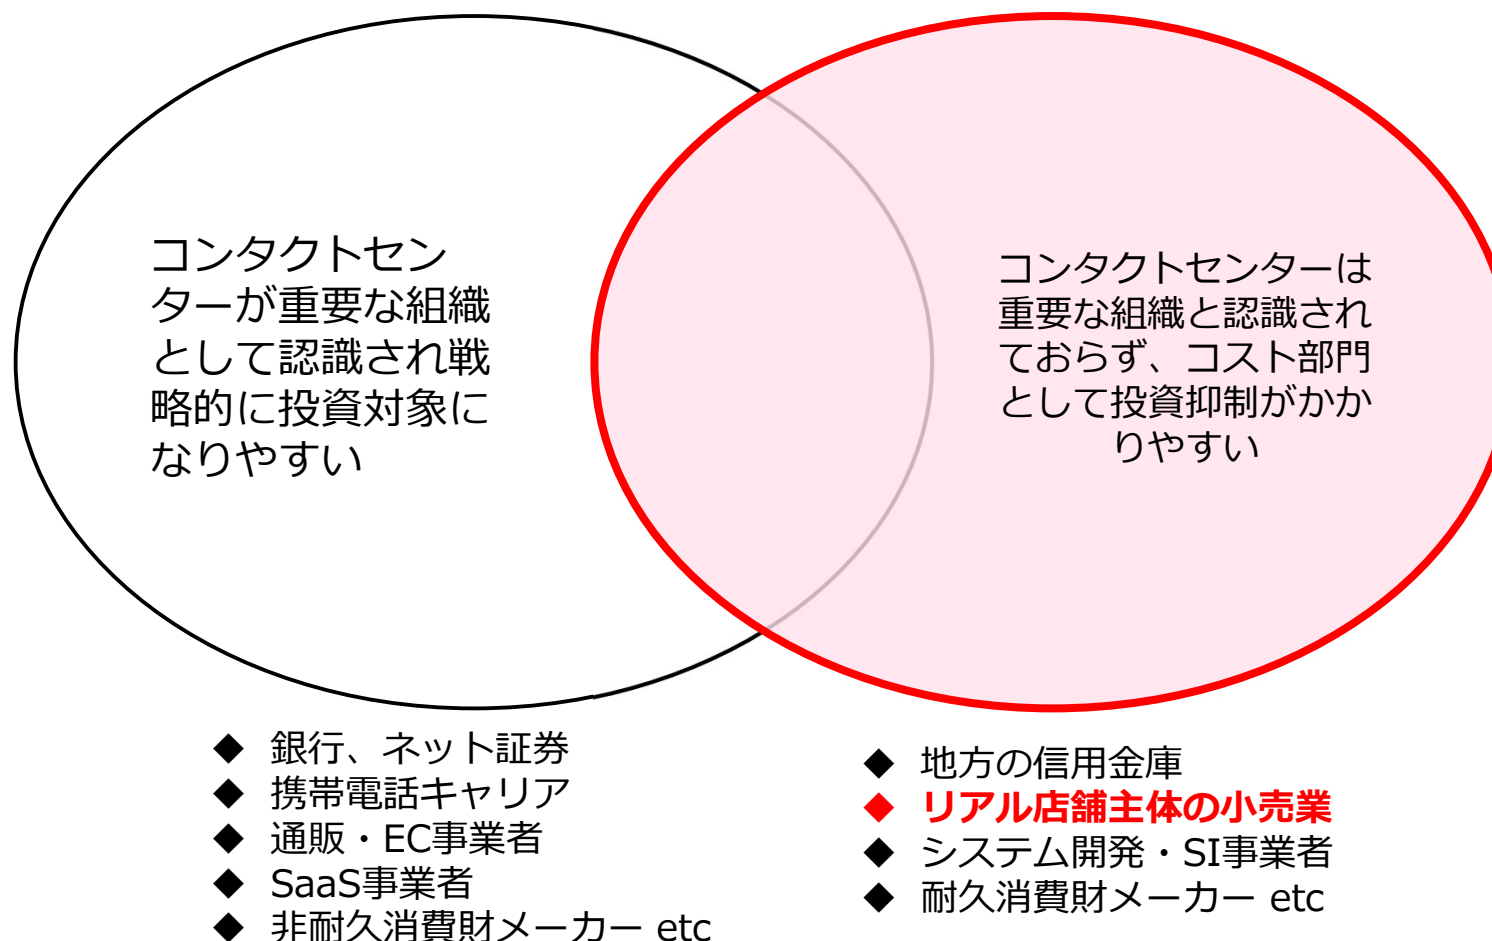 コンタクトセン
ターが重要な組織
として認識され戦
略的に投資対象に
なりやすい
コンタクトセンターは
重要な組織と認識され
ておらず、コスト部門
として投資抑制がかか
りやすい
◆ 銀行、ネット証券
◆ 携帯電話キャリア
◆ 通販・EC事業者
◆ SaaS事業者
◆ 非耐久消費財メーカー etc
◆ 地方の信用金庫
◆ リアル店舗主体の小売業
◆ システム開発・SI事業者
◆ 耐久消費財メーカー etc